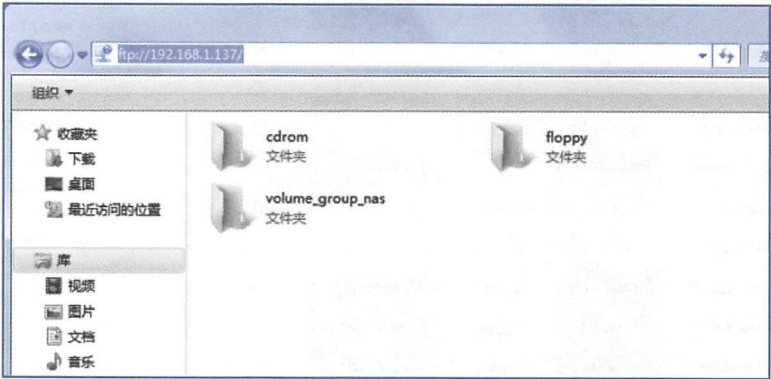 ftp://192.168.1.137/
组织
收藏夹
下载
桌面
最近访问的位置
库
视频
图片
文档
音乐
cdrom
文件夹
floppy
文件夹
volume_group_nas
文件夹